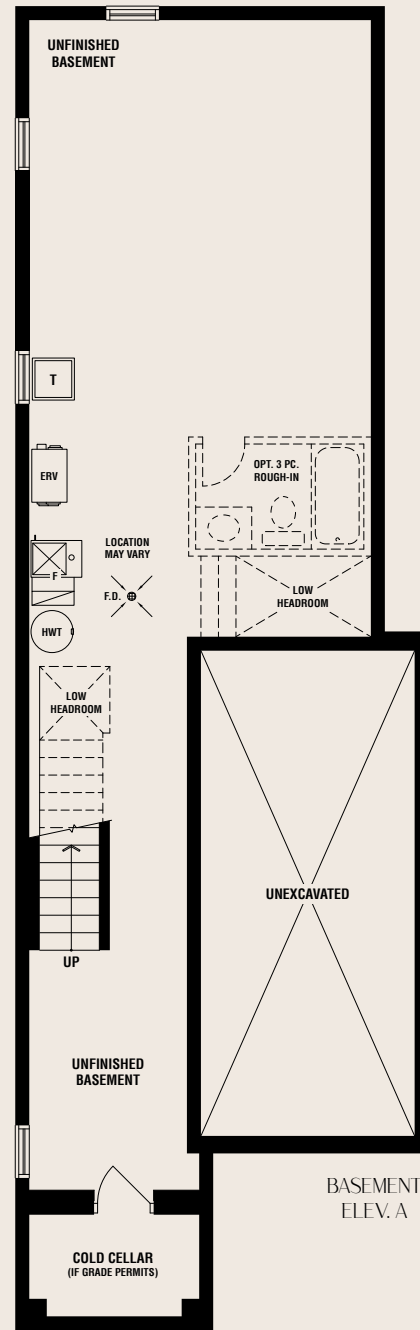 UNFINISHED
BASEMENT
T
ERV
OPT. 3 PC.
ROUGH-IN
LOCATION
MAY VARY
F
F.D.
LOW
HEADROOM
HWT
LOW
HEADROOM
UNEXCAVATED
UP
UNFINISHED
BASEMENT
BASEMENT
ELEV. A
COLD CELLAR
(IF GRADE PERMITS)